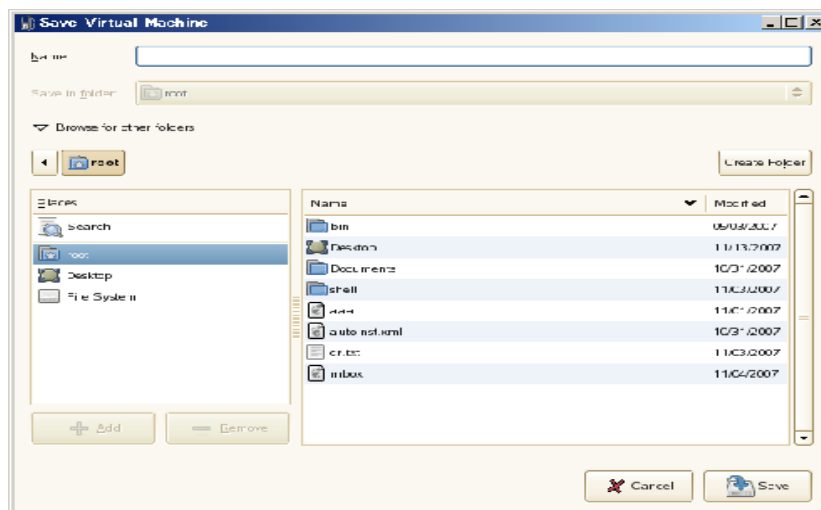 Save Virtual Machine
Name
Save in folder: root
Browse for other folders
root
Create Folder
Places
Search
root
Desktop
File System
Add
Remove
Name Modified
bin 09/03/2007
Desktop 11/13/2007
Documents 10/31/2007
shell 11/03/2007
aaa 11/01/2007
autoinst.xml 10/31/2007
11/03/2007
mbox 11/04/2007
Cancel
Save